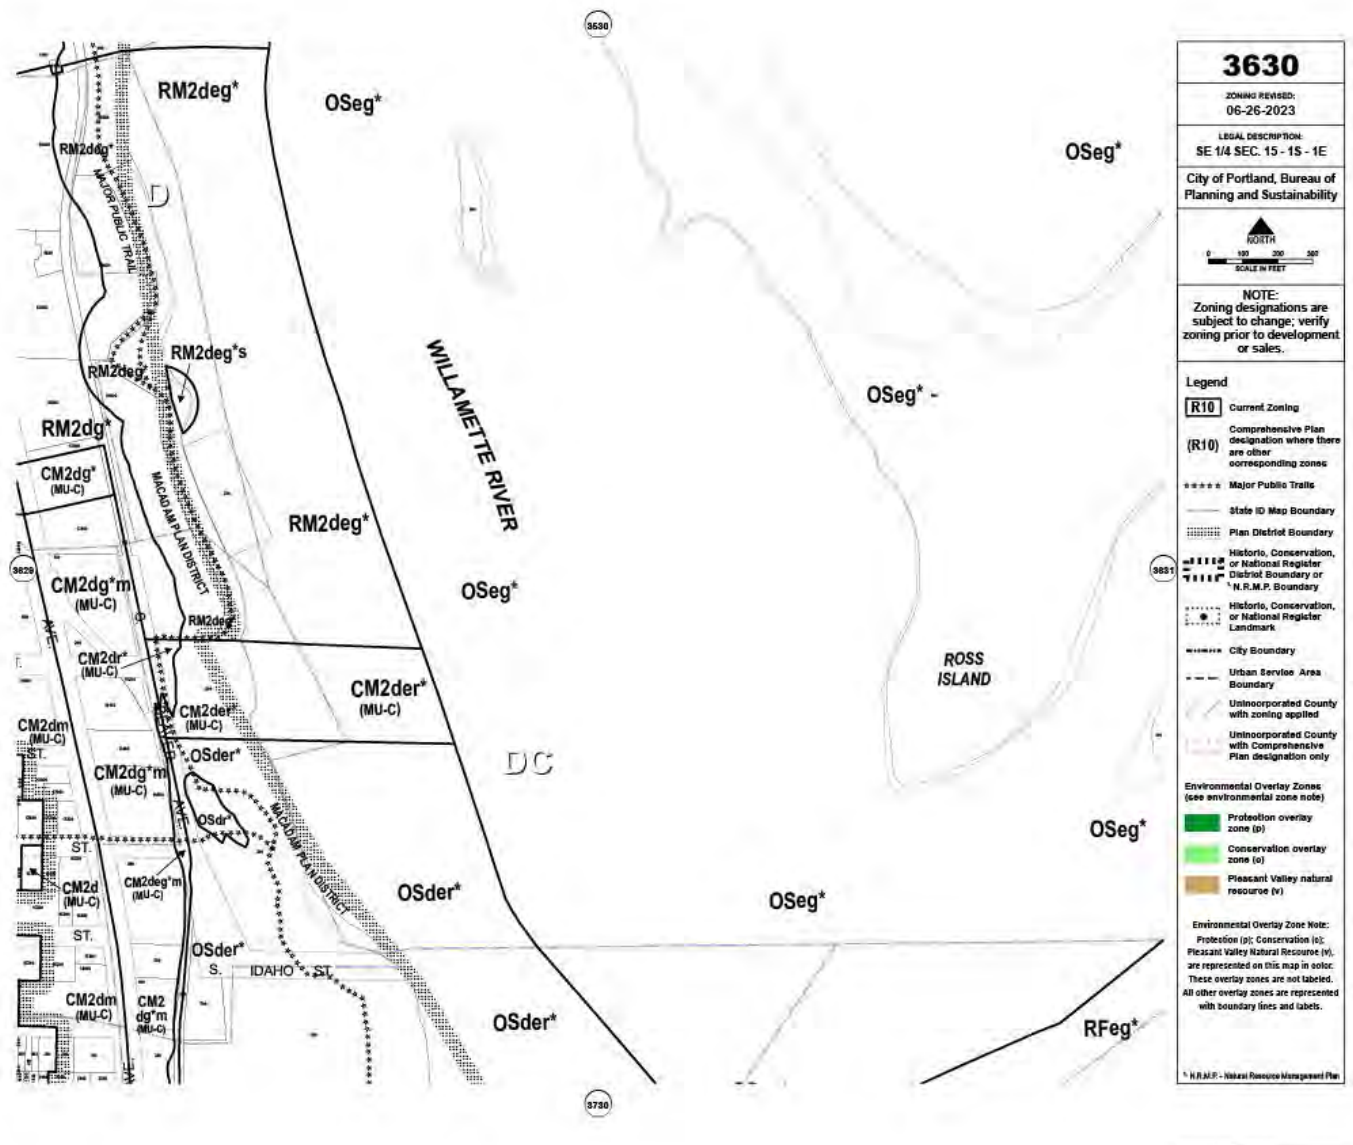 3530
RM2deg*
OSeg*
OSeg*
RM2deg*
D
MAJOR PUBLIC TRAIL
RM2deg*s
RM2deg
WILLAMETTE RIVER
OSeg*
RM2dg*
CM2dg*
(MU-C)
MACADAM PLAN DISTRICT
RM2deg*
3629
CM2dg*m
(MU-C)
OSeg*
3631
AVE.
RM2deg
CM2dr*
(MU-C)
ROSS
ISLAND
CM2der*
(MU-C)
CM2der*
(MU-C)
CM2dm
(MU-C)
ST.
OSder*
DC
CM2dg*m
(MU-C)
AVE.
OSdr*
MACADAM PLAN DISTRICT
OSeg*
ST.
CM2d
(MU-C)
CM2deg*m
(MU-C)
OSder*
OSeg*
ST.
OSder*
S. IDAHO ST.
CM2dm
(MU-C)
CM2
dg*m
(MU-C)
OSder*
RFeg*
AVE.
3730
3630
ZONING REVISED:
06-26-2023
LEGAL DESCRIPTION:
SE 1/4 SEC. 15 - 1S - 1E
City of Portland, Bureau of
Planning and Sustainability
NORTH
0 100 200 300
SCALE IN FEET
NOTE:
Zoning designations are
subject to change; verify
zoning prior to development
or sales.
Legend
R10 Current Zoning
(R10) Comprehensive Plan
designation where there
are other
corresponding zones
Major Public Trails
State ID Map Boundary
Plan District Boundary
Historic, Conservation,
or National Register
District Boundary or
N.R.M.P. Boundary
Historic, Conservation,
or National Register
Landmark
City Boundary
Urban Service Area
Boundary
Unincorporated County
with zoning applied
Unincorporated County
with Comprehensive
Plan designation only
Environmental Overlay Zones
(see environmental zone note)
Protection overlay
zone (p)
Conservation overlay
zone (c)
Pleasant Valley natural
resource (v)
Environmental Overlay Zone Note:
Protection (p); Conservation (c);
Pleasant Valley Natural Resource (v),
are represented on this map in color.
These overlay zones are not labeled.
All other overlay zones are represented
with boundary lines and labels.
N.R.M.P. - Natural Resource Management Plan